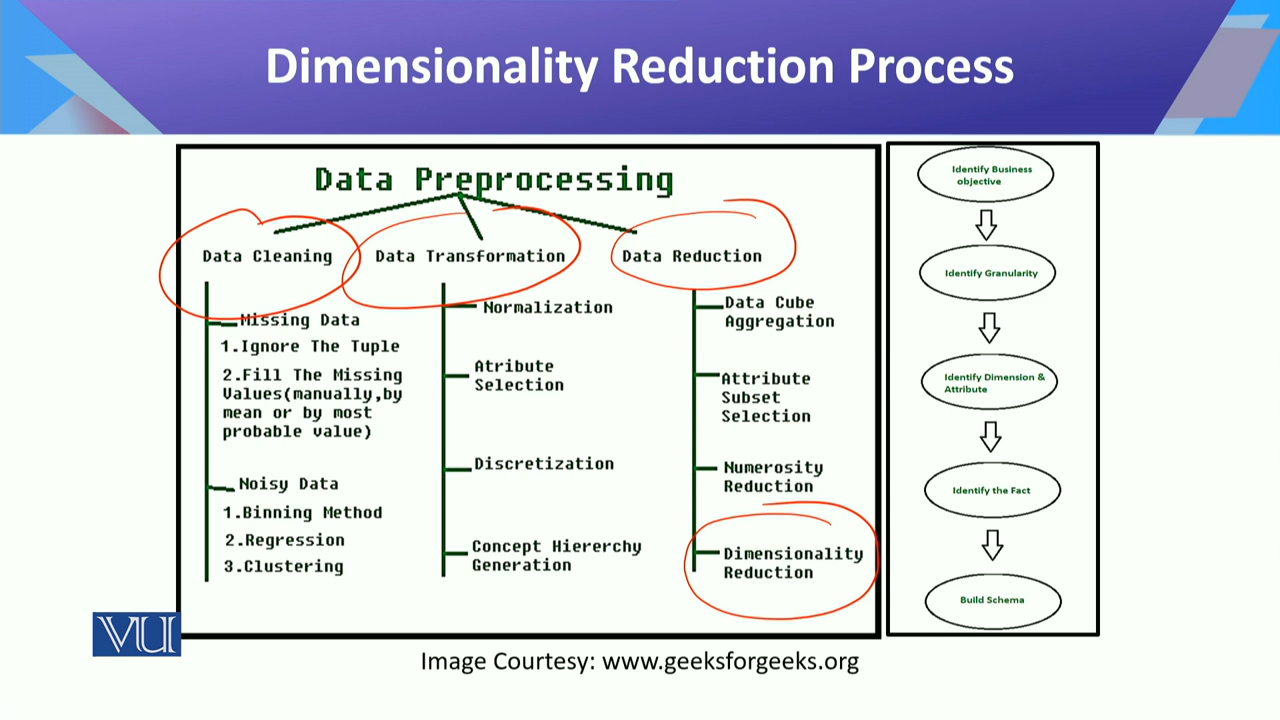 Dimensionality Reduction Process
Data Preprocessing
Data Cleaning
Missing Data
1.Ignore The Tuple
2.Fill The Missing
Values(manually,by
mean or by most
probable value)
Noisy Data
1.Binning Method
2.Regression
3.Clustering
Data Transformation
Normalization
Atribute
Selection
Discretization
Concept Hiererchy
Generation
Data Reduction
Data Cube
Aggregation
Attribute
Subset
Selection
Numerosity
Reduction
Dimensionality
Reduction
Identify Business
objective
Identify Granularity
Identify Dimension &
Attribute
Identify the Fact
Build Schema
VU
Image Courtesy: www.geeksforgeeks.org